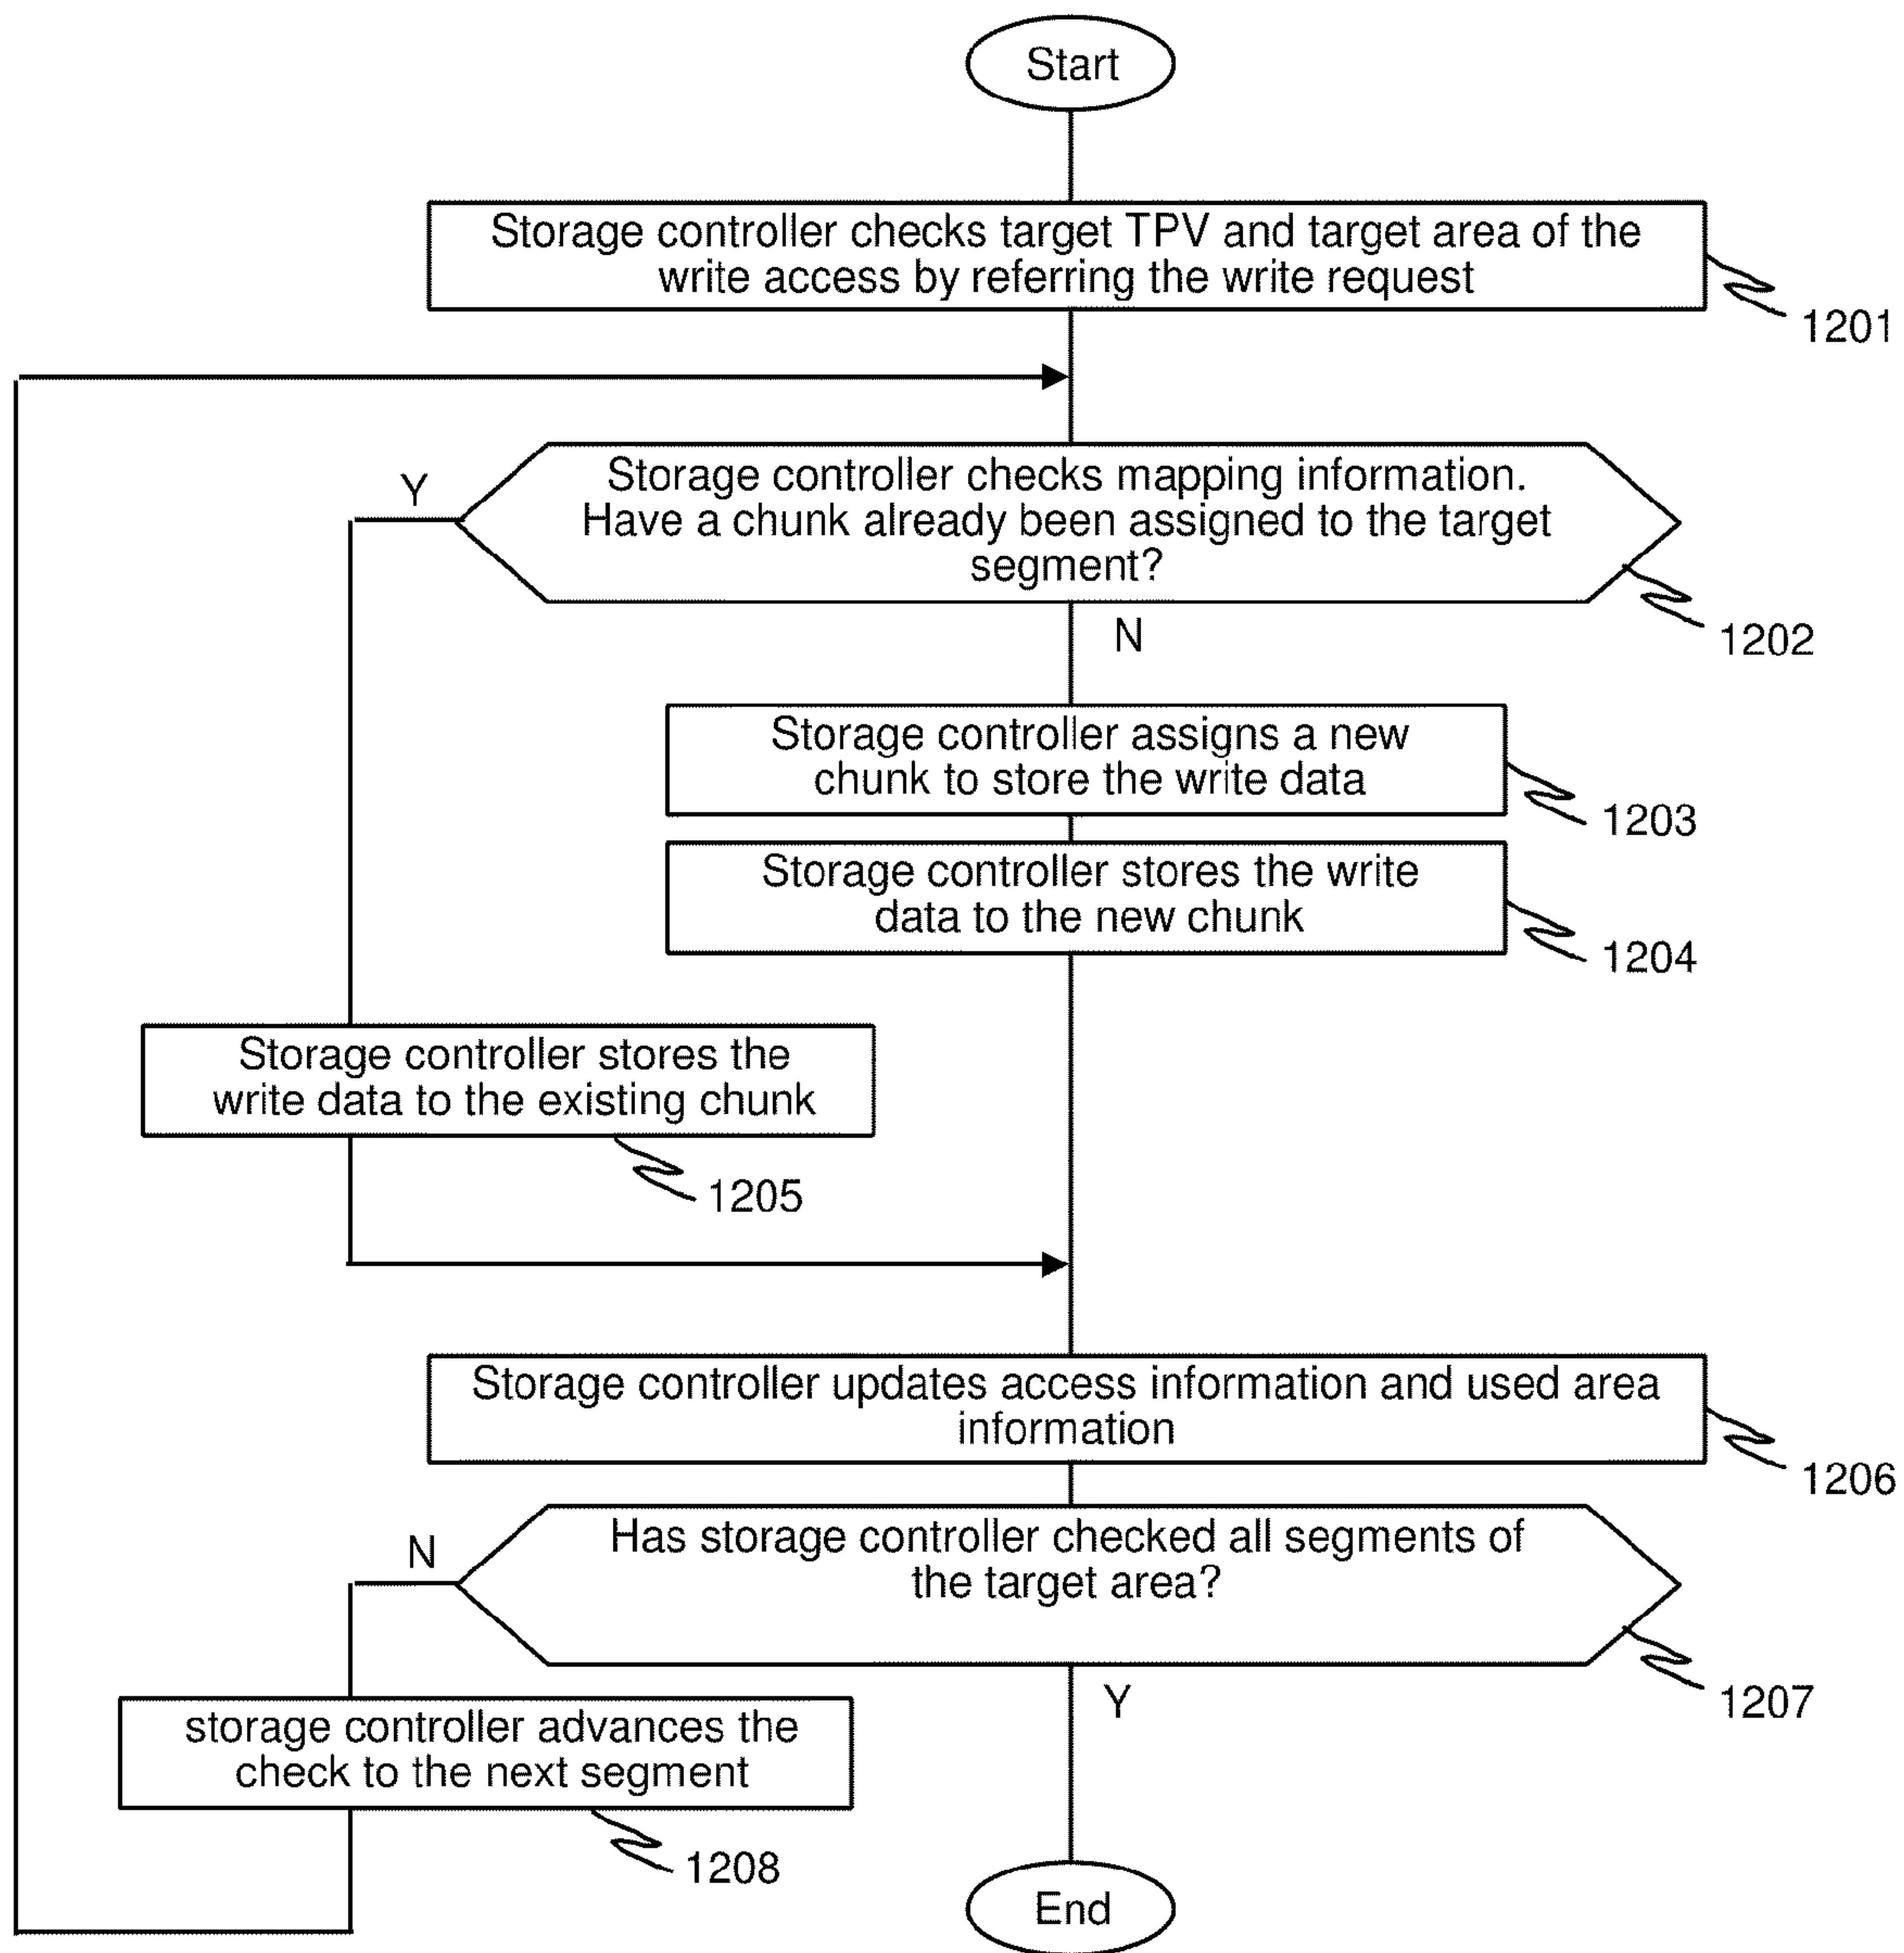 Start
Storage controller checks target TPV and target area of the
write access by referring the write request
1201
Y
Storage controller checks mapping information.
Have a chunk already been assigned to the target
segment?
1202
N
Storage controller assigns a new
chunk to store the write data
1203
Storage controller stores the write
data to the new chunk
1204
Storage controller stores the
write data to the existing chunk
1205
Storage controller updates access information and used area
information
1206
N
Has storage controller checked all segments of
the target area?
1207
Y
storage controller advances the
check to the next segment
1208
End